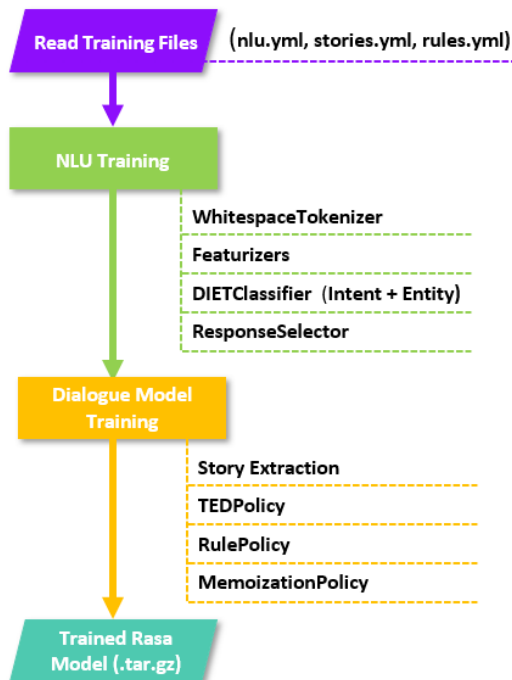 Read Training Files
(nlu.yml, stories.yml, rules.yml)
NLU Training
WhitespaceTokenizer
Featurizers
DIETClassifier (Intent + Entity)
ResponseSelector
Dialogue Model
Training
Story Extraction
TEDPolicy
RulePolicy
MemoizationPolicy
Trained Rasa
Model (.tar.gz)